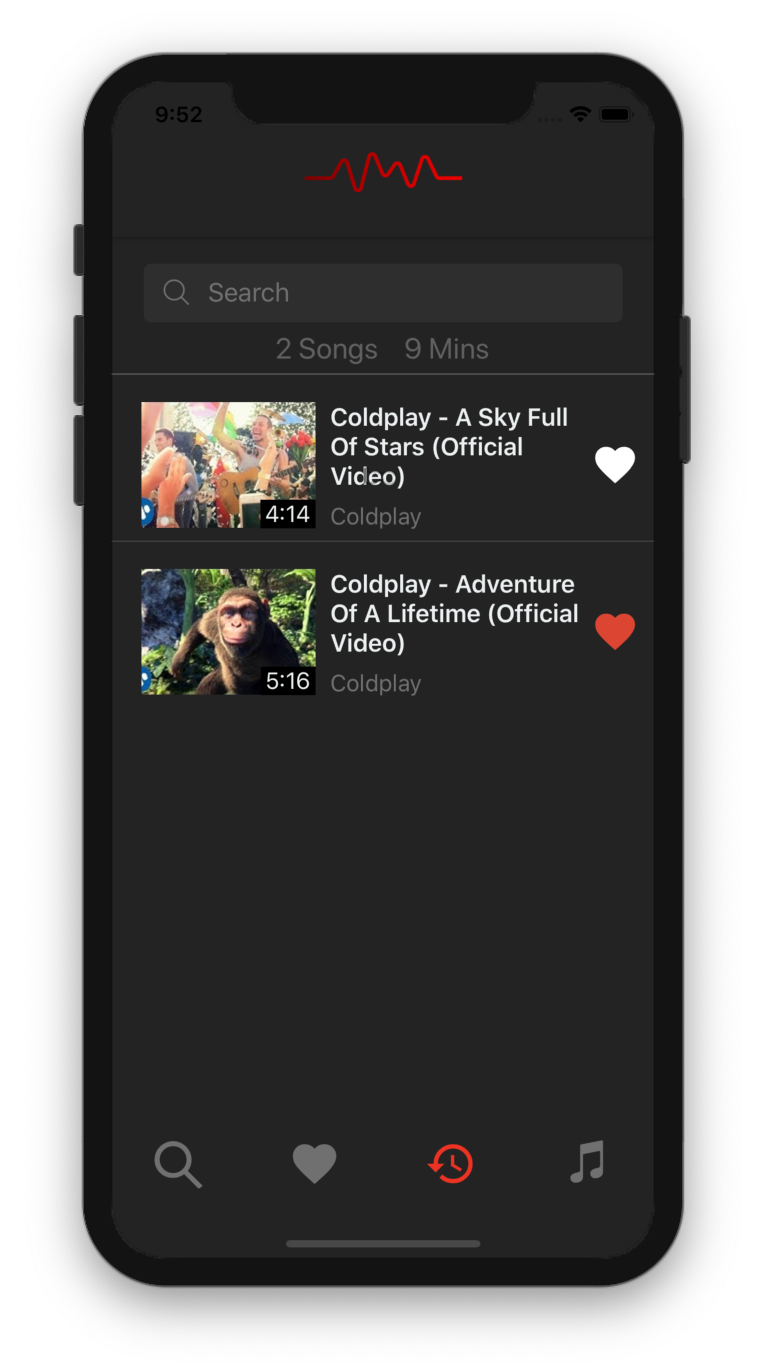 9:52
Search
2 Songs 9 Mins
Coldplay - A Sky Full
Of Stars (Official
Video)
4:14
Coldplay
Coldplay - Adventure
Of A Lifetime (Official
Video)
5:16
Coldplay